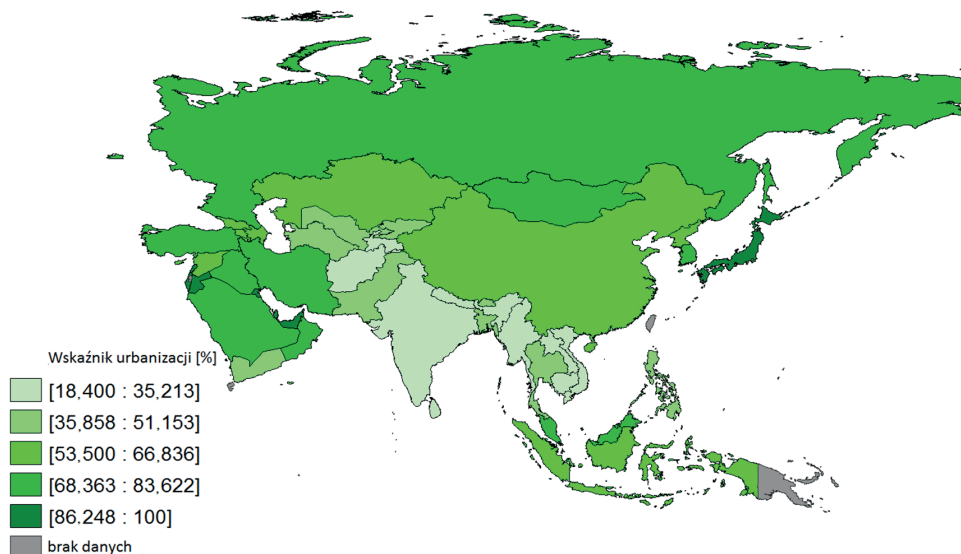 Wskaźnik urbanizacji [%]
[18,400 : 35,213]
[35,858 : 51,153]
[53,500 : 66,836]
[68,363 : 83,622]
[86.248 : 100]
brak danych